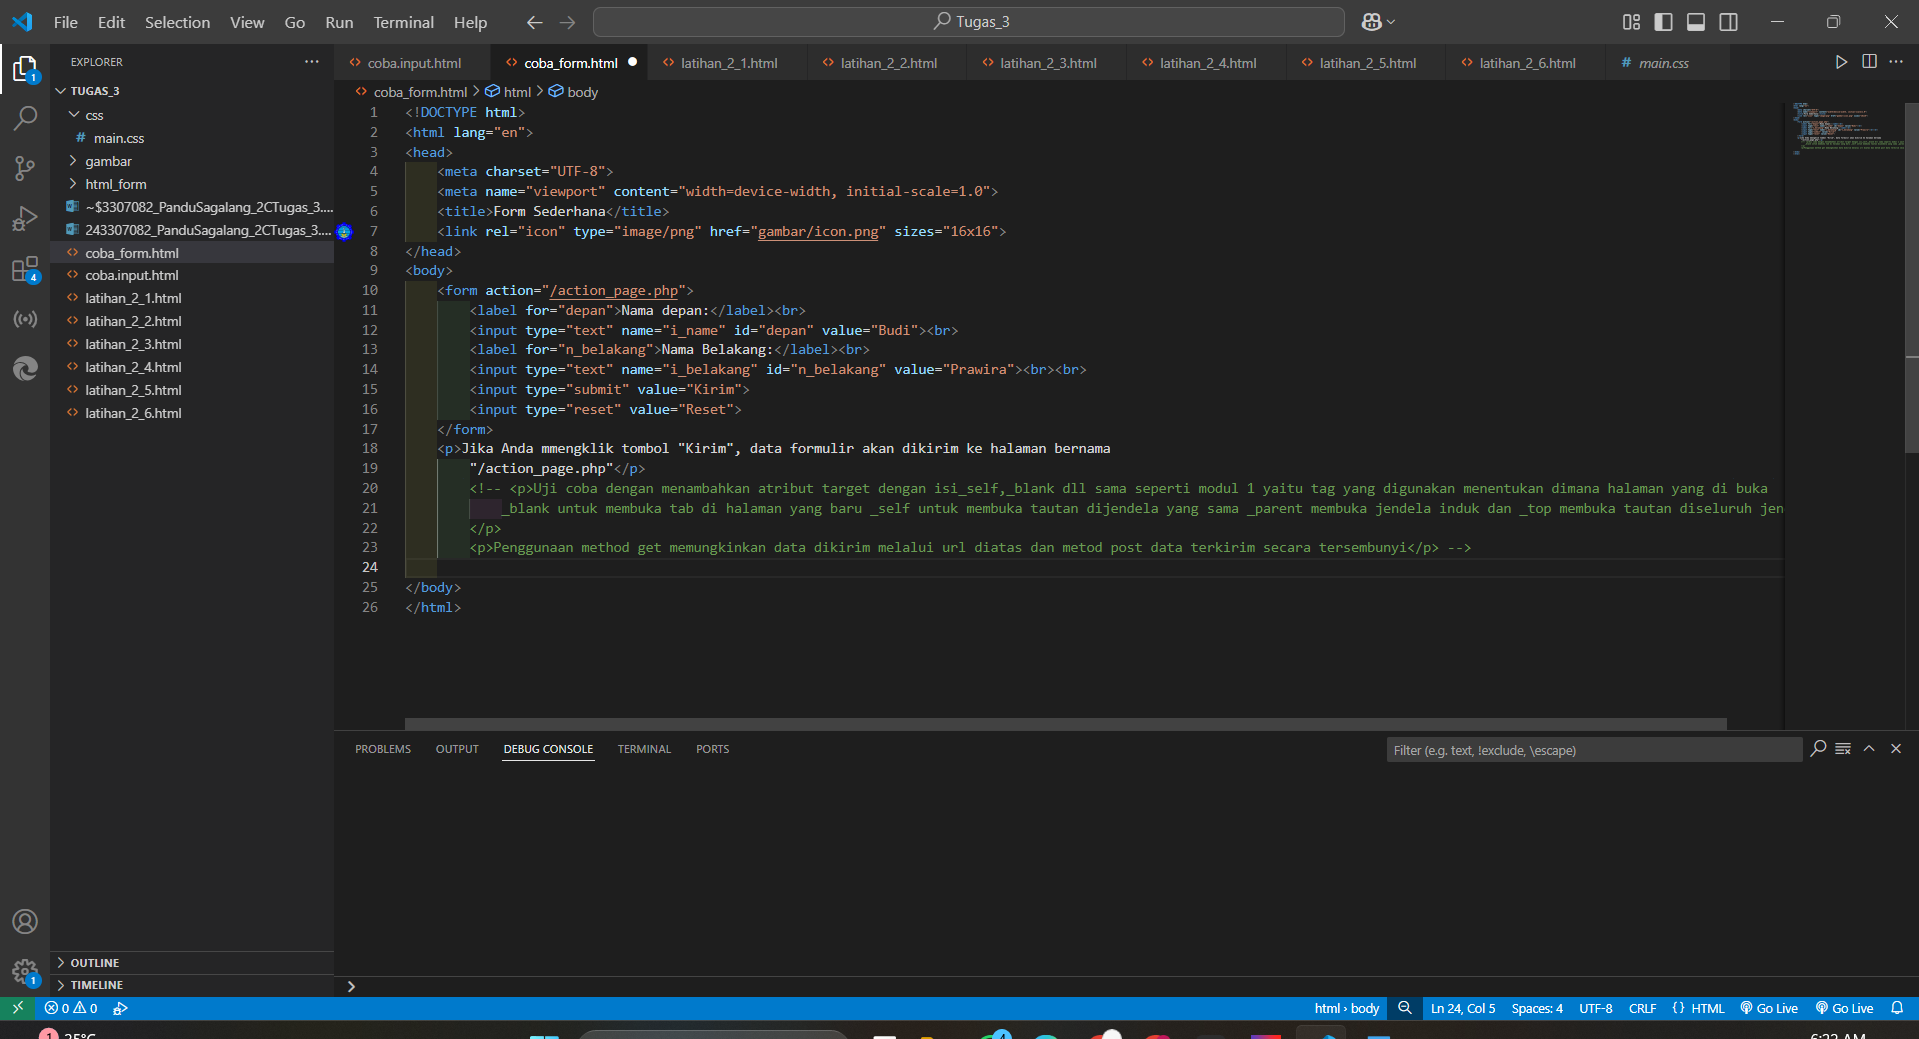 File Edit Selection View Go Run Terminal Help
Tugas_3
EXPLORER
TUGAS_3
css
main.css
gambar
html_form
~$3307082_PanduSagalang_2CTugas_3....
243307082_PanduSagalang_2CTugas_3....
coba_form.html
coba.input.html
latihan_2_1.html
latihan_2_2.html
latihan_2_3.html
latihan_2_4.html
latihan_2_5.html
latihan_2_6.html
OUTLINE
TIMELINE
1
4
1
coba.input.html coba_form.html latihan_2_1.html latihan_2_2.html latihan_2_3.html latihan_2_4.html latihan_2_5.html latihan_2_6.html # main.css
coba_form.html > html > body
1 <!DOCTYPE html>
2 <html lang="en">
3 <head>
4 <meta charset="UTF-8">
5 <meta name="viewport" content="width=device-width, initial-scale=1.0">
6 <title>Form Sederhana</title>
7 <link rel="icon" type="image/png" href="gambar/icon.png" sizes="16x16">
8 </head>
9 <body>
10 <form action="/action_page.php">
11 <label for="depan">Nama depan:</label><br>
12 <input type="text" name="i_name" id="depan" value="Budi"><br>
13 <label for="n_belakang">Nama Belakang:</label><br>
14 <input type="text" name="i_belakang" id="n_belakang" value="Prawira"><br><br>
15 <input type="submit" value="Kirim">
16 <input type="reset" value="Reset">
17 </form>
18 <p>Jika Anda mmengklik tombol "Kirim", data formulir akan dikirim ke halaman bernama
19 "/action_page.php"</p>
20 <!-- <p>Uji coba dengan menambahkan atribut target dengan isi_self,_blank dll sama seperti modul 1 yaitu tag yang digunakan menentukan dimana halaman yang di buka
21 _blank untuk membuka tab di halaman yang baru _self untuk membuka tautan dijendela yang sama _parent membuka jendela induk dan _top membuka tautan diseluruh jen
22 </p>
23 <p>Penggunaan method get memungkinkan data dikirim melalui url diatas dan metod post data terkirim secara tersembunyi</p> -->
24
25 </body>
26 </html>
PROBLEMS OUTPUT DEBUG CONSOLE TERMINAL PORTS
Filter (e.g. text, !exclude, \escape)
0 0
html › body Ln 24, Col 5 Spaces: 4 UTF-8 CRLF {} HTML Go Live Go Live